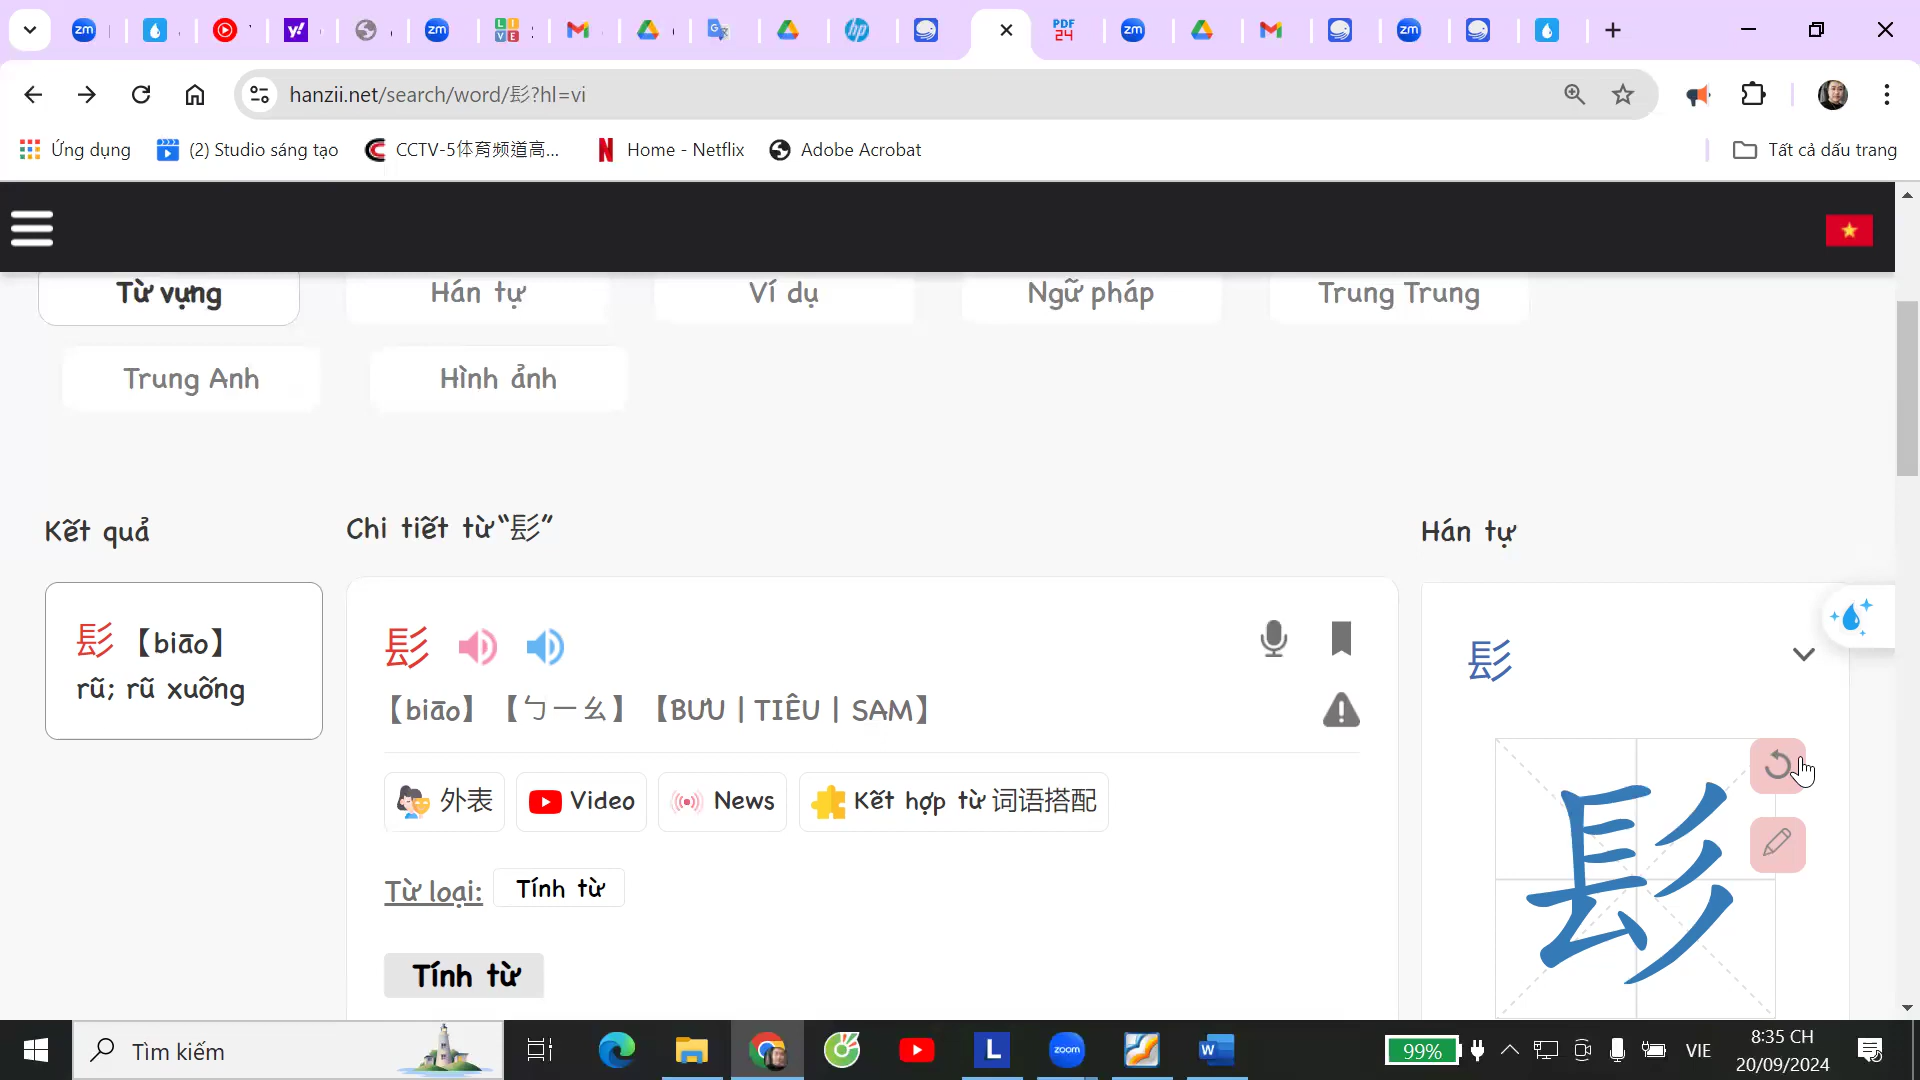 hanzii.net/search/word/髟?hl=vi
Ứng dụng
(2) Studio sáng tạo
CCTV-5体育频道高...
Home - Netflix
Adobe Acrobat
Tất cả dấu trang
Từ vựng
Hán tự
Ví dụ
Ngữ pháp
Trung Trung
Trung Anh
Hình ảnh
Kết quả
Chi tiết từ“髟”
Hán tự
髟【biāo】
rũ; rũ xuống
髟
【biāo】【ㄅㄧㄠ】【BƯU | TIÊU | SAM】
外表
Video
News
Kết hợp từ 词语搭配
Từ loại:
Tính từ
Tính từ
髟
髟
Tìm kiếm
99%
VIE
8:35 CH
20/09/2024